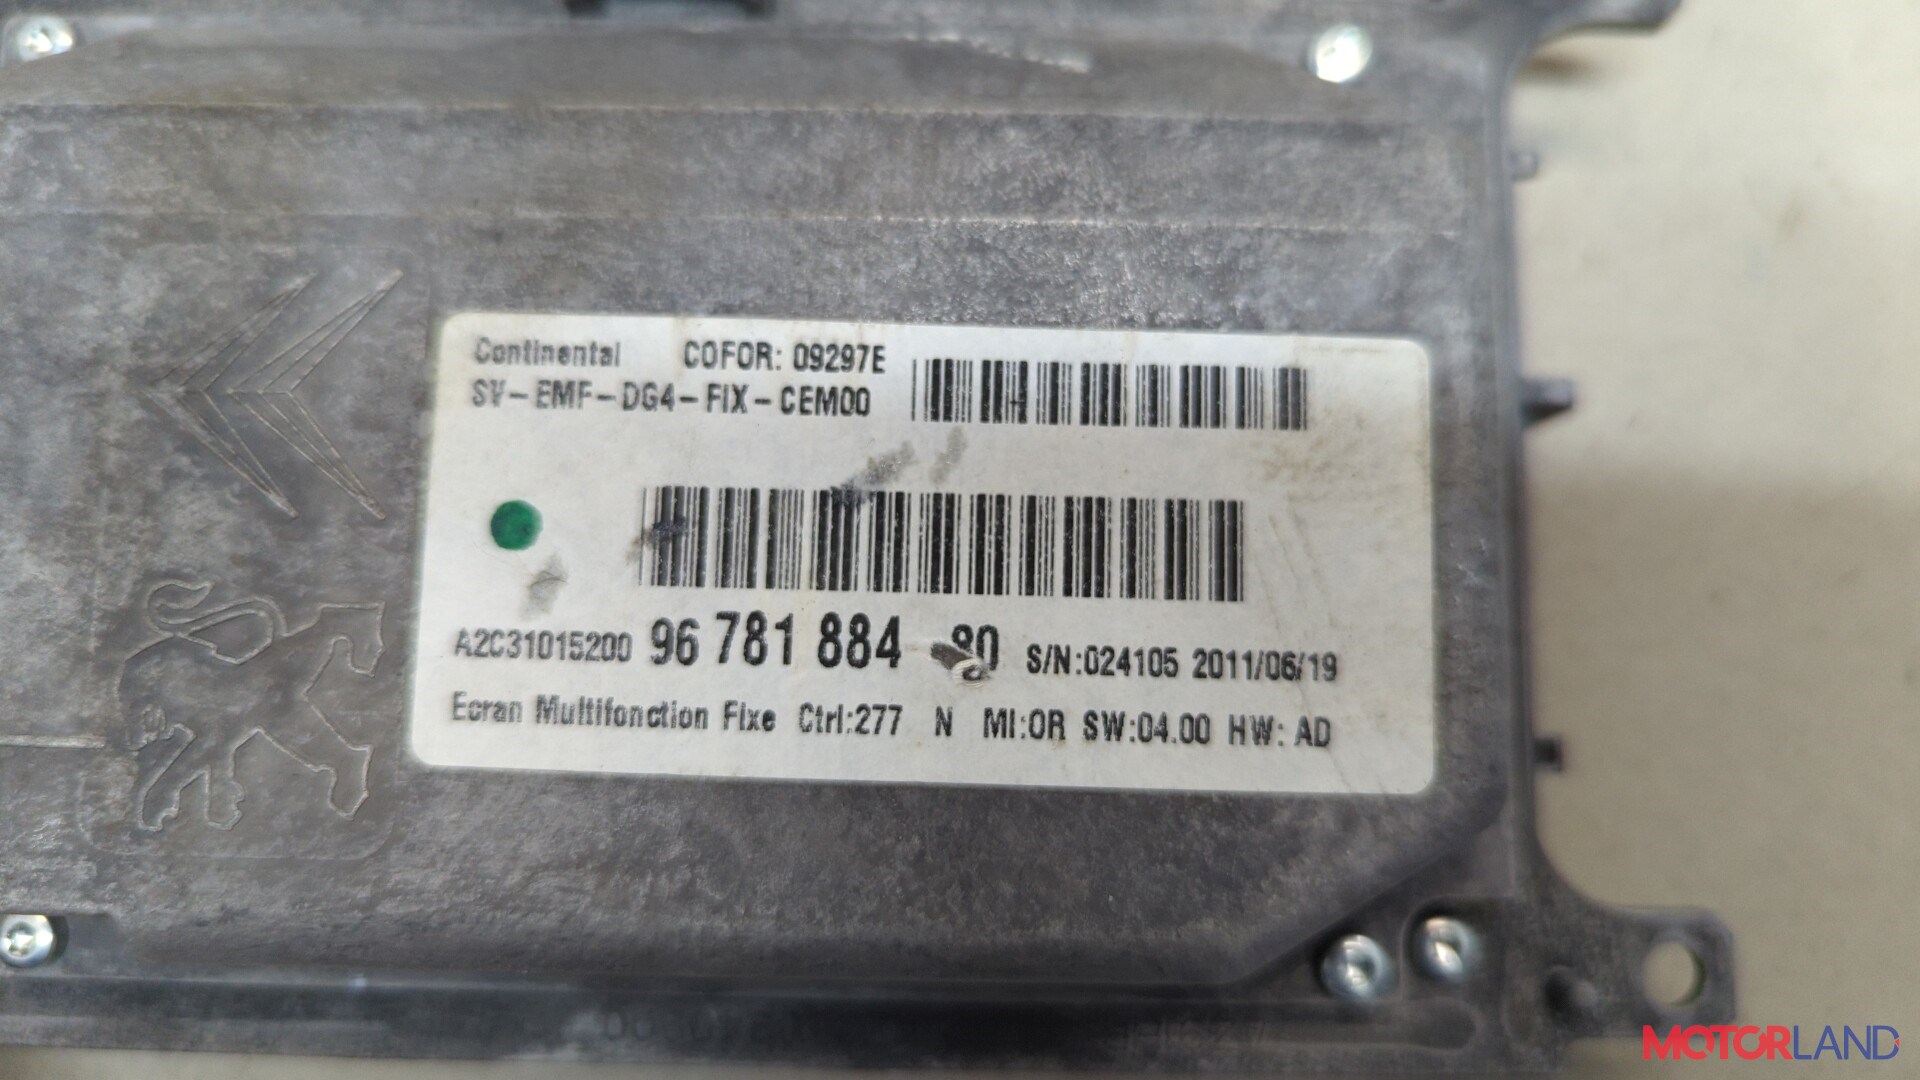 Continental COFOR: 09297E
SV-EMF-DG4-FIX-CEM00
A2C31015200 96 781 884 80 S/N:024105 2011/06/19
Ecran Multifonction Fixe Ctrl:277 N MI:OR SW:04.00 HW: AD
MOTORLAND